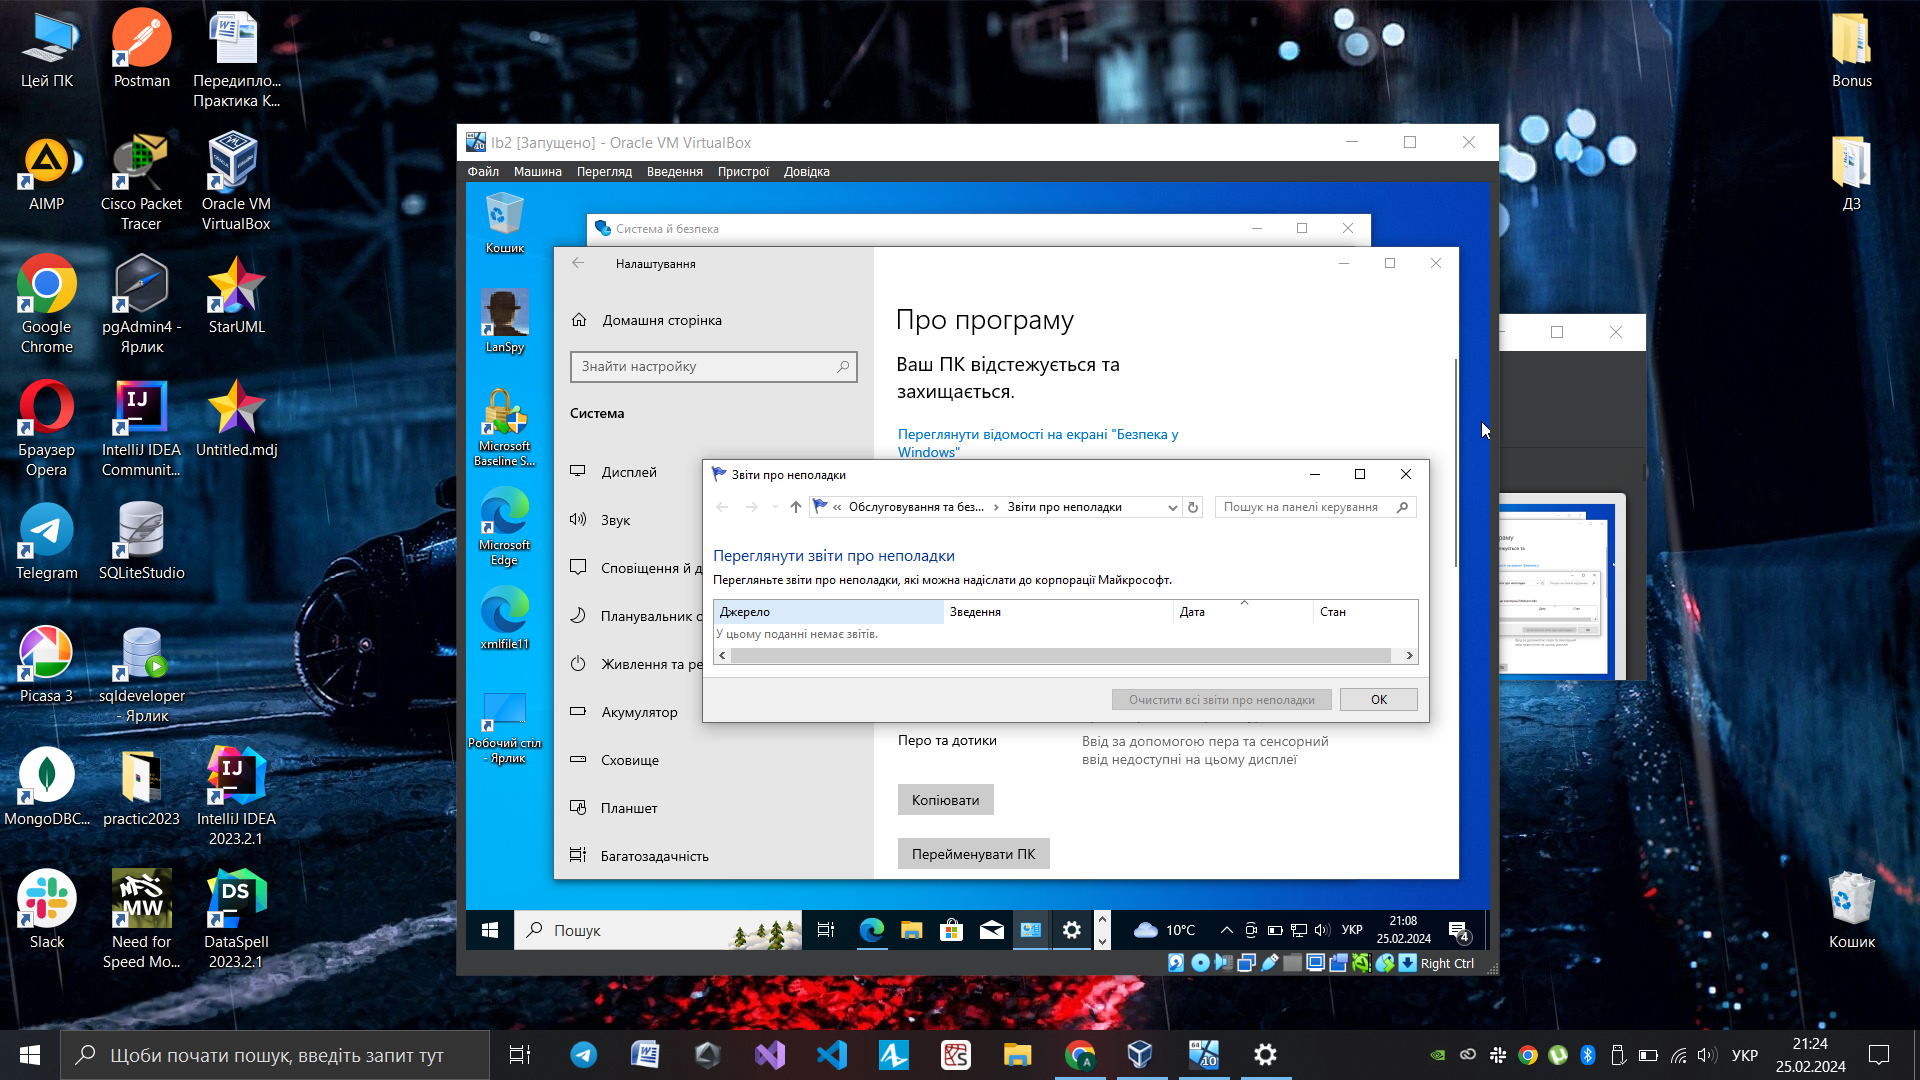 Цей ПК
Postman
Передипло...
Практика К...
AIMP
Cisco Packet
Tracer
Oracle VM
VirtualBox
Google
Chrome
pgAdmin4 -
Ярлик
StarUML
Браузер
Opera
IntelliJ IDEA
Communit...
Untitled.mdj
Telegram
SQLiteStudio
Picasa 3
sqldeveloper
- Ярлик
MongoDBC...
practic2023
IntelliJ IDEA
2023.2.1
Slack
Need for
Speed Mo...
DataSpell
2023.2.1
Bonus
ДЗ
Кошик
Ib2 [Запущено] - Oracle VM VirtualBox
Файл Машина Перегляд Введення Пристрої Довідка
Кошик
LanSpy
Microsoft
Baseline S...
Microsoft
Edge
xmlfile11
Робочий стіл
- Ярлик
Система й безпека
Налаштування
Домашня сторінка
Знайти настройку
Система
Дисплей
Звук
Сповіщення й д
Планувальник с
Живлення та ре
Акумулятор
Сховище
Планшет
Багатозадачність
Про програму
Ваш ПК відстежується та
захищається.
Переглянути відомості на екрані "Безпека у
Windows"
Звіти про неполадки
« Обслуговування та без... › Звіти про неполадки
Пошук на панелі керування
Переглянути звіти про неполадки
Перегляньте звіти про неполадки, які можна надіслати до корпорації Майкрософт.
Джерело Зведення Дата Стан
У цьому поданні немає звітів.
Очистити всі звіти про неполадки
OK
Перо та дотики
Ввід за допомогою пера та сенсорний
ввід недоступні на цьому дисплеї
Копіювати
Перейменувати ПК
Пошук
10°C
УКР
21:08
25.02.2024
4
Right Ctrl
Щоби почати пошук, введіть запит тут
УКР
21:24
25.02.2024